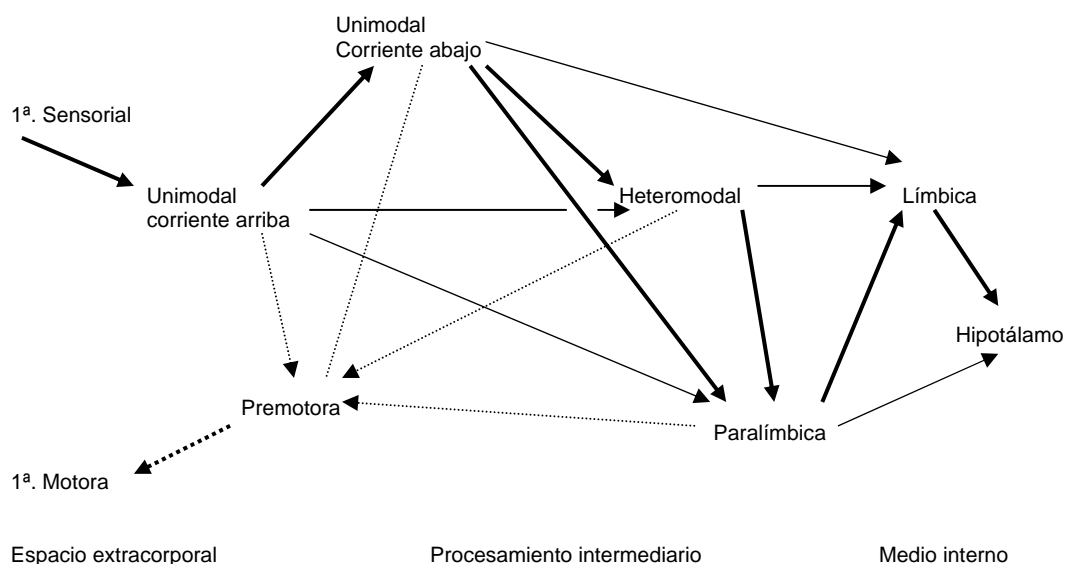 Unimodal
Corriente abajo
1ª. Sensorial
Unimodal
corriente arriba
Heteromodal
Límbica
Hipotálamo
Premotora
Paralímbica
1ª. Motora
Espacio extracorporal
Procesamiento intermediario
Medio interno